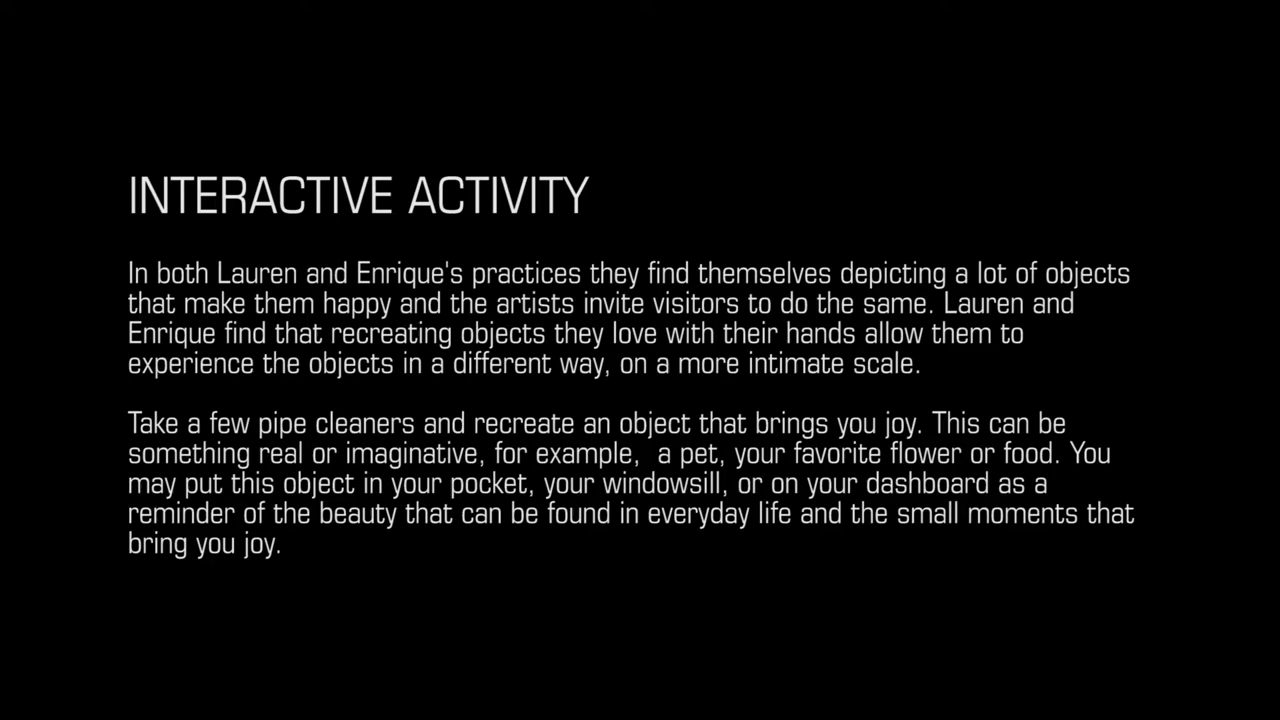 INTERACTIVE ACTIVITY
In both Lauren and Enrique's practices they find themselves depicting a lot of objects
that make them happy and the artists invite visitors to do the same. Lauren and
Enrique find that recreating objects they love with their hands allow them to
experience the objects in a different way, on a more intimate scale.
Take a few pipe cleaners and recreate an object that brings you joy. This can be
something real or imaginative, for example,  a pet, your favorite flower or food. You
may put this object in your pocket, your windowsill, or on your dashboard as a
reminder of the beauty that can be found in everyday life and the small moments that
bring you joy.